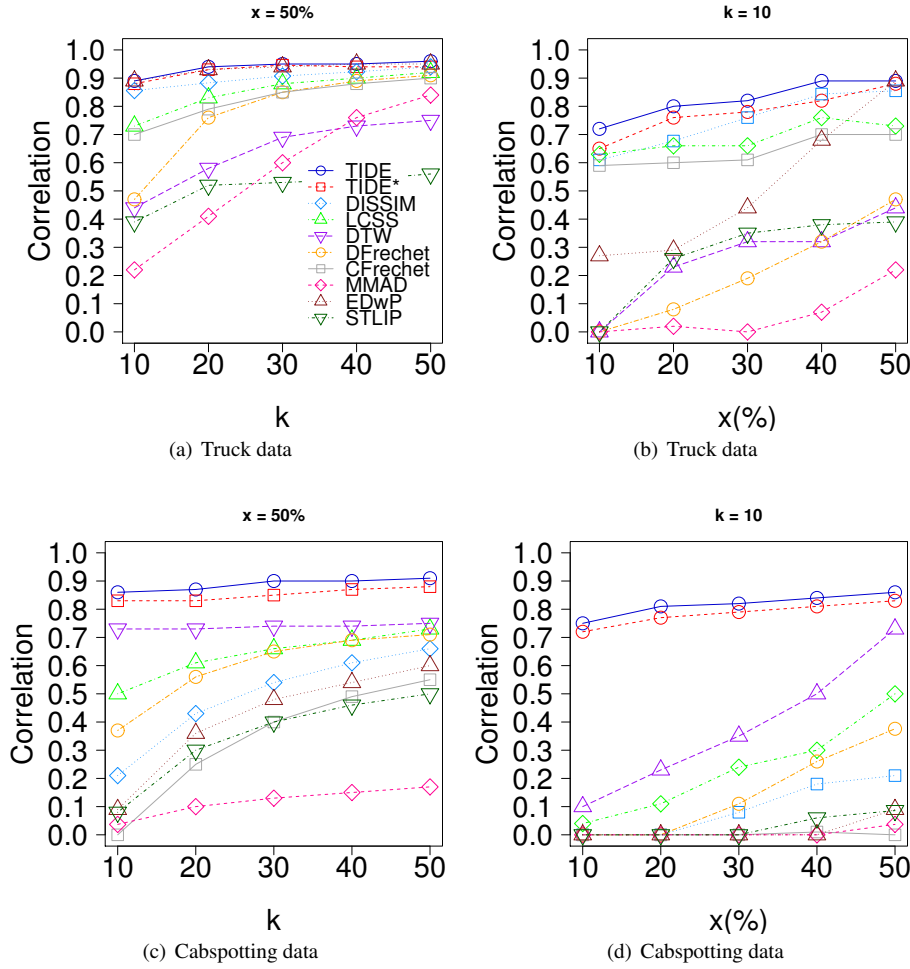 x = 50%
Correlation
1.0
0.9
0.8
0.7
0.6
0.5
0.4
0.3
0.2
0.1
0.0
TIDE
TIDE*
DISSIM
LCSS
DTW
DFrechet
CFrechet
MMAD
EDwP
STLIP
10 20 30 40 50
k
(a) Truck data
k = 10
Correlation
1.0
0.9
0.8
0.7
0.6
0.5
0.4
0.3
0.2
0.1
0.0
10 20 30 40 50
x(%)
(b) Truck data
x = 50%
Correlation
1.0
0.9
0.8
0.7
0.6
0.5
0.4
0.3
0.2
0.1
0.0
10 20 30 40 50
k
(c) Cabspotting data
k = 10
Correlation
1.0
0.9
0.8
0.7
0.6
0.5
0.4
0.3
0.2
0.1
0.0
10 20 30 40 50
x(%)
(d) Cabspotting data